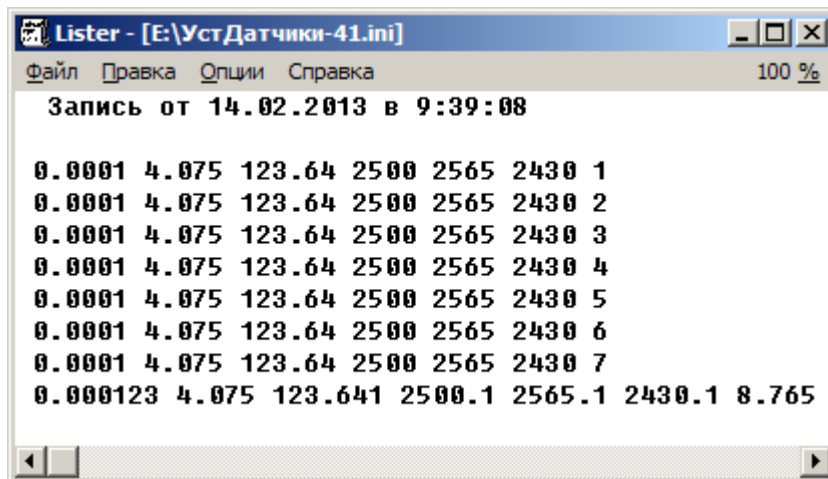 Lister - [E:\УстДатчики-41.ini]
Файл Правка Опции Справка 100 %
Запись от 14.02.2013 в 9:39:08
0.0001 4.075 123.64 2500 2565 2430 1
0.0001 4.075 123.64 2500 2565 2430 2
0.0001 4.075 123.64 2500 2565 2430 3
0.0001 4.075 123.64 2500 2565 2430 4
0.0001 4.075 123.64 2500 2565 2430 5
0.0001 4.075 123.64 2500 2565 2430 6
0.0001 4.075 123.64 2500 2565 2430 7
0.000123 4.075 123.641 2500.1 2565.1 2430.1 8.765